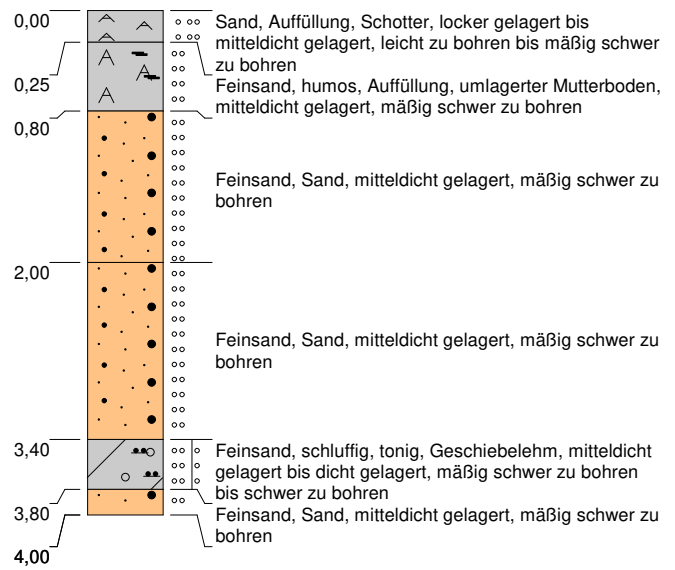 0,00
Sand, Auffüllung, Schotter, locker gelagert bis
mitteldicht gelagert, leicht zu bohren bis mäßig schwer
zu bohren
0,25
Feinsand, humos, Auffüllung, umlagerter Mutterboden,
mitteldicht gelagert, mäßig schwer zu bohren
0,80
Feinsand, Sand, mitteldicht gelagert, mäßig schwer zu
bohren
2,00
Feinsand, Sand, mitteldicht gelagert, mäßig schwer zu
bohren
3,40
Feinsand, schluffig, tonig, Geschiebelehm, mitteldicht
gelagert bis dicht gelagert, mäßig schwer zu bohren
bis schwer zu bohren
3,80
Feinsand, Sand, mitteldicht gelagert, mäßig schwer zu
bohren
4,00